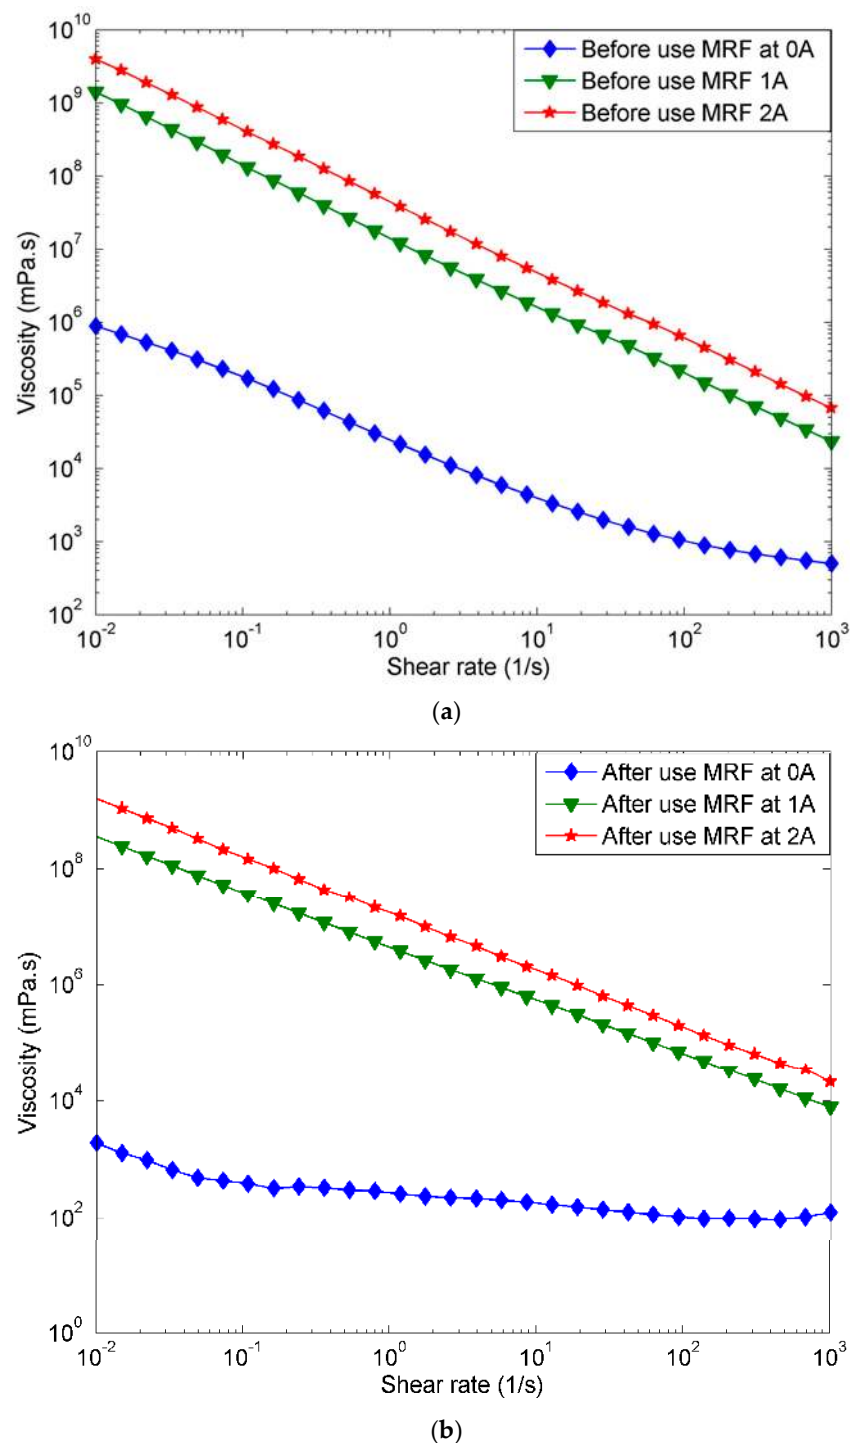 10^10
10^9
10^8
10^7
10^6
10^5
10^4
10^3
10^2
Viscosity (mPa.s)
Before use MRF at 0A
Before use MRF 1A
Before use MRF 2A
10^-2 10^-1 10^0 10^1 10^2 10^3
Shear rate (1/s)
(a)
10^10
10^8
10^6
10^4
10^2
10^0
Viscosity (mPa.s)
After use MRF at 0A
After use MRF at 1A
After use MRF at 2A
10^-2 10^-1 10^0 10^1 10^2 10^3
Shear rate (1/s)
(b)